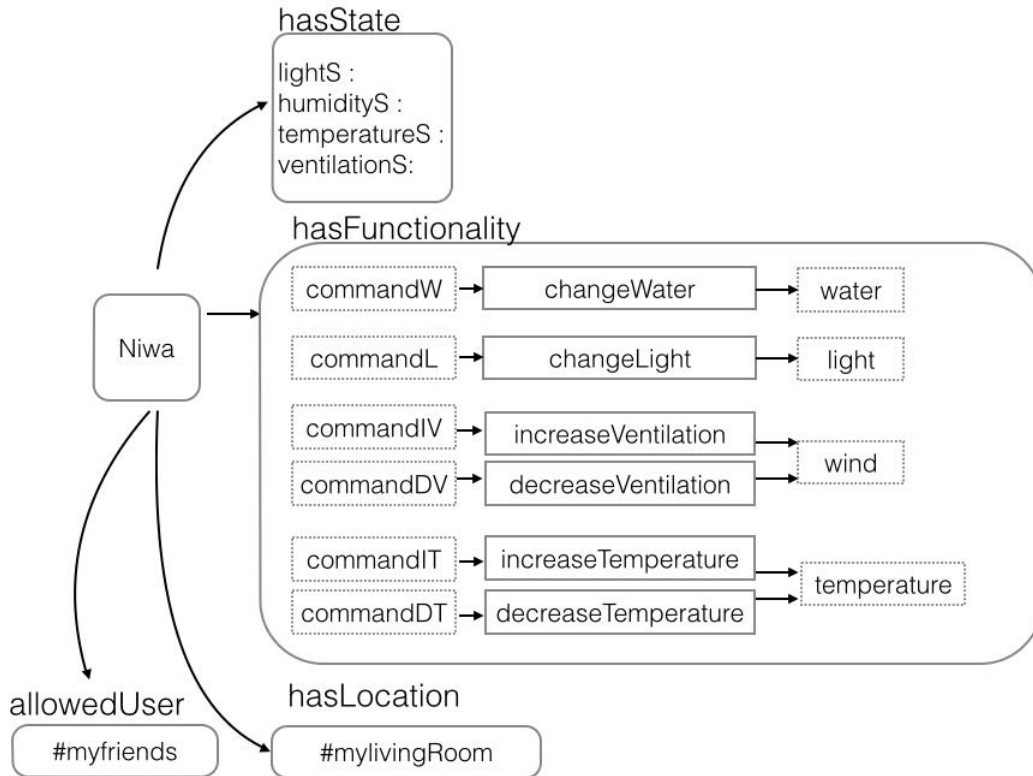 hasState
lightS :
humidityS :
temperatureS :
ventilationS:
hasFunctionality
commandW
changeWater
water
Niwa
commandL
changeLight
light
commandIV
increaseVentilation
wind
commandDV
decreaseVentilation
commandIT
increaseTemperature
temperature
commandDT
decreaseTemperature
allowedUser
#myfriends
hasLocation
#mylivingRoom